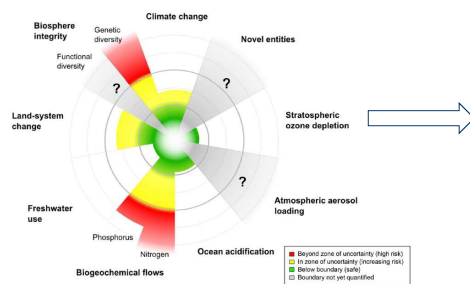 Climate change
Biosphere
integrity
Genetic
diversity
Novel entities
Functional
diversity
?
?
Land-system
change
Stratospheric
ozone depletion
?
Freshwater
use
Atmospheric aerosol
loading
Phosphorus
Nitrogen
Ocean acidification
Biogeochemical flows
Beyond zone of uncertainty (high risk)
In zone of uncertainty (increasing risk)
Below boundary (safe)
Boundary not yet quantified